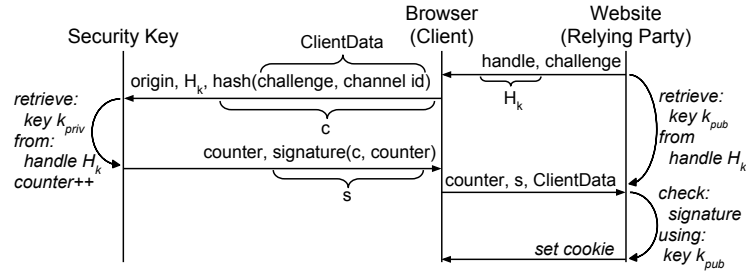 Security Key
Browser
(Client)
Website
(Relying Party)
ClientData
handle, challenge
H_k
origin, H_k, hash(challenge, channel id)
c
retrieve:
key k_priv
from:
handle H_k
counter++
retrieve:
key k_pub
from
handle H_k
counter, signature(c, counter)
s
counter, s, ClientData
check:
signature
using:
key k_pub
set cookie